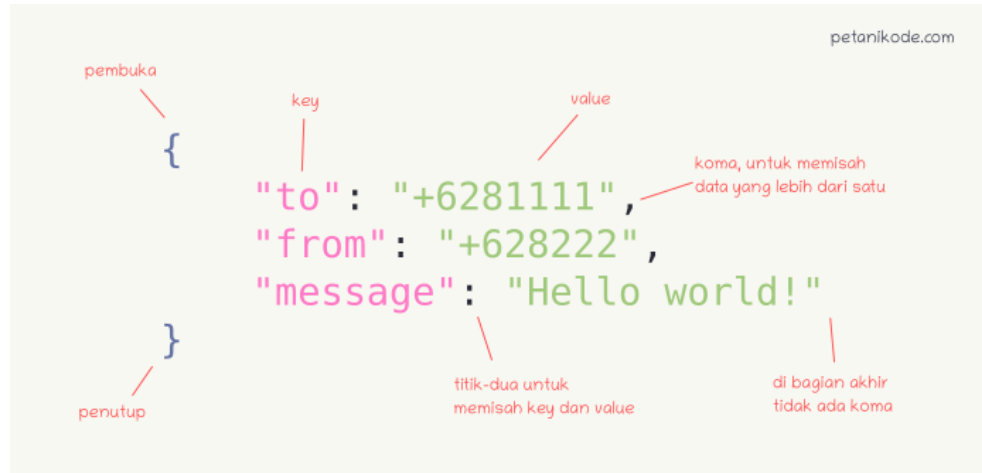 petanikode.com
pembuka
key
value
{
koma, untuk memisah
data yang lebih dari satu
"to": "+6281111",
"from": "+628222",
"message": "Hello world!"
}
penutup
titik-dua untuk
memisah key dan value
di bagian akhir
tidak ada koma